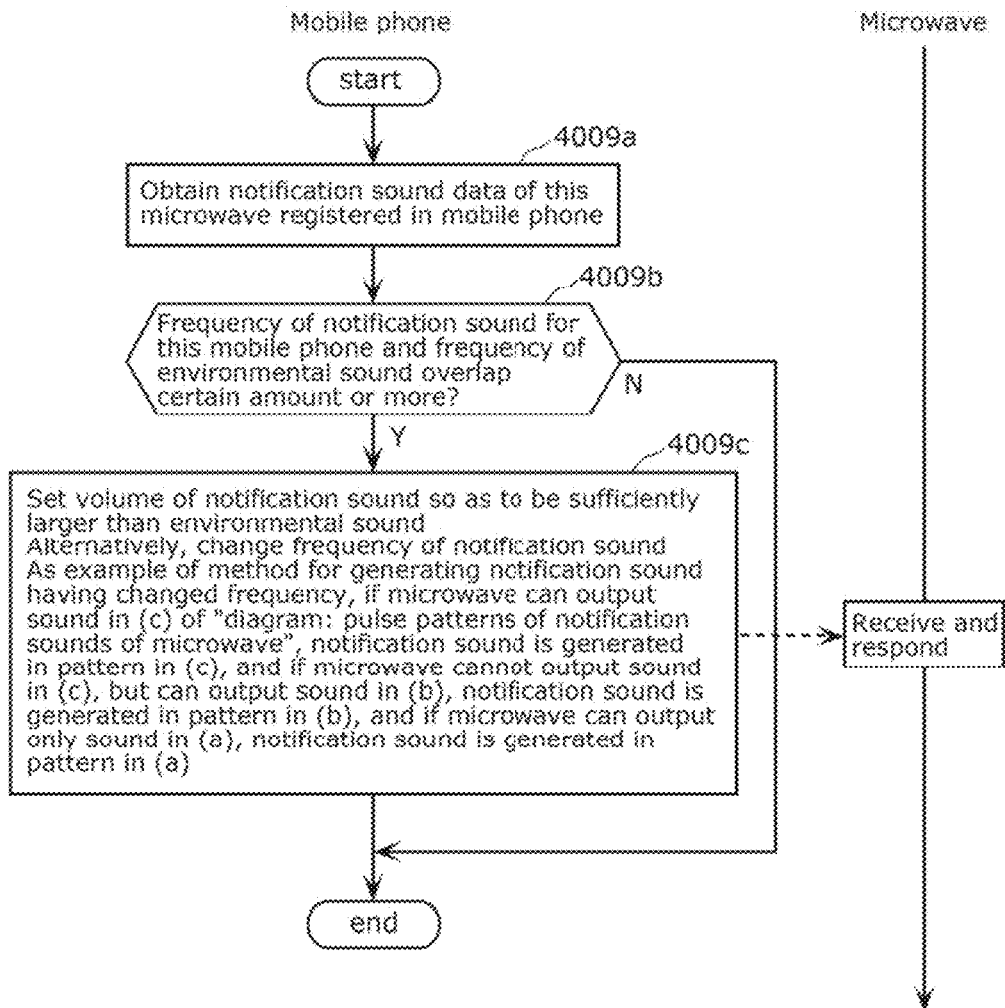 Mobile phone
Microwave
start
4009a
Obtain notification sound data of this
microwave registered in mobile phone
4009b
Frequency of notification sound for
this mobile phone and frequency of
environmental sound overlap
certain amount or more?
N
Y
4009c
Set volume of notification sound so as to be sufficiently
larger than environmental sound
Alternatively, change frequency of notification sound
As example of method for generating notification sound
having changed frequency, if microwave can output
sound in (c) of "diagram: pulse patterns of notification
sounds of microwave", notification sound is generated
in pattern in (c), and if microwave cannot output sound
in (c), but can output sound in (b), notification sound is
generated in pattern in (b), and if microwave can output
only sound in (a), notification sound is generated in
pattern in (a)
Receive and
respond
end